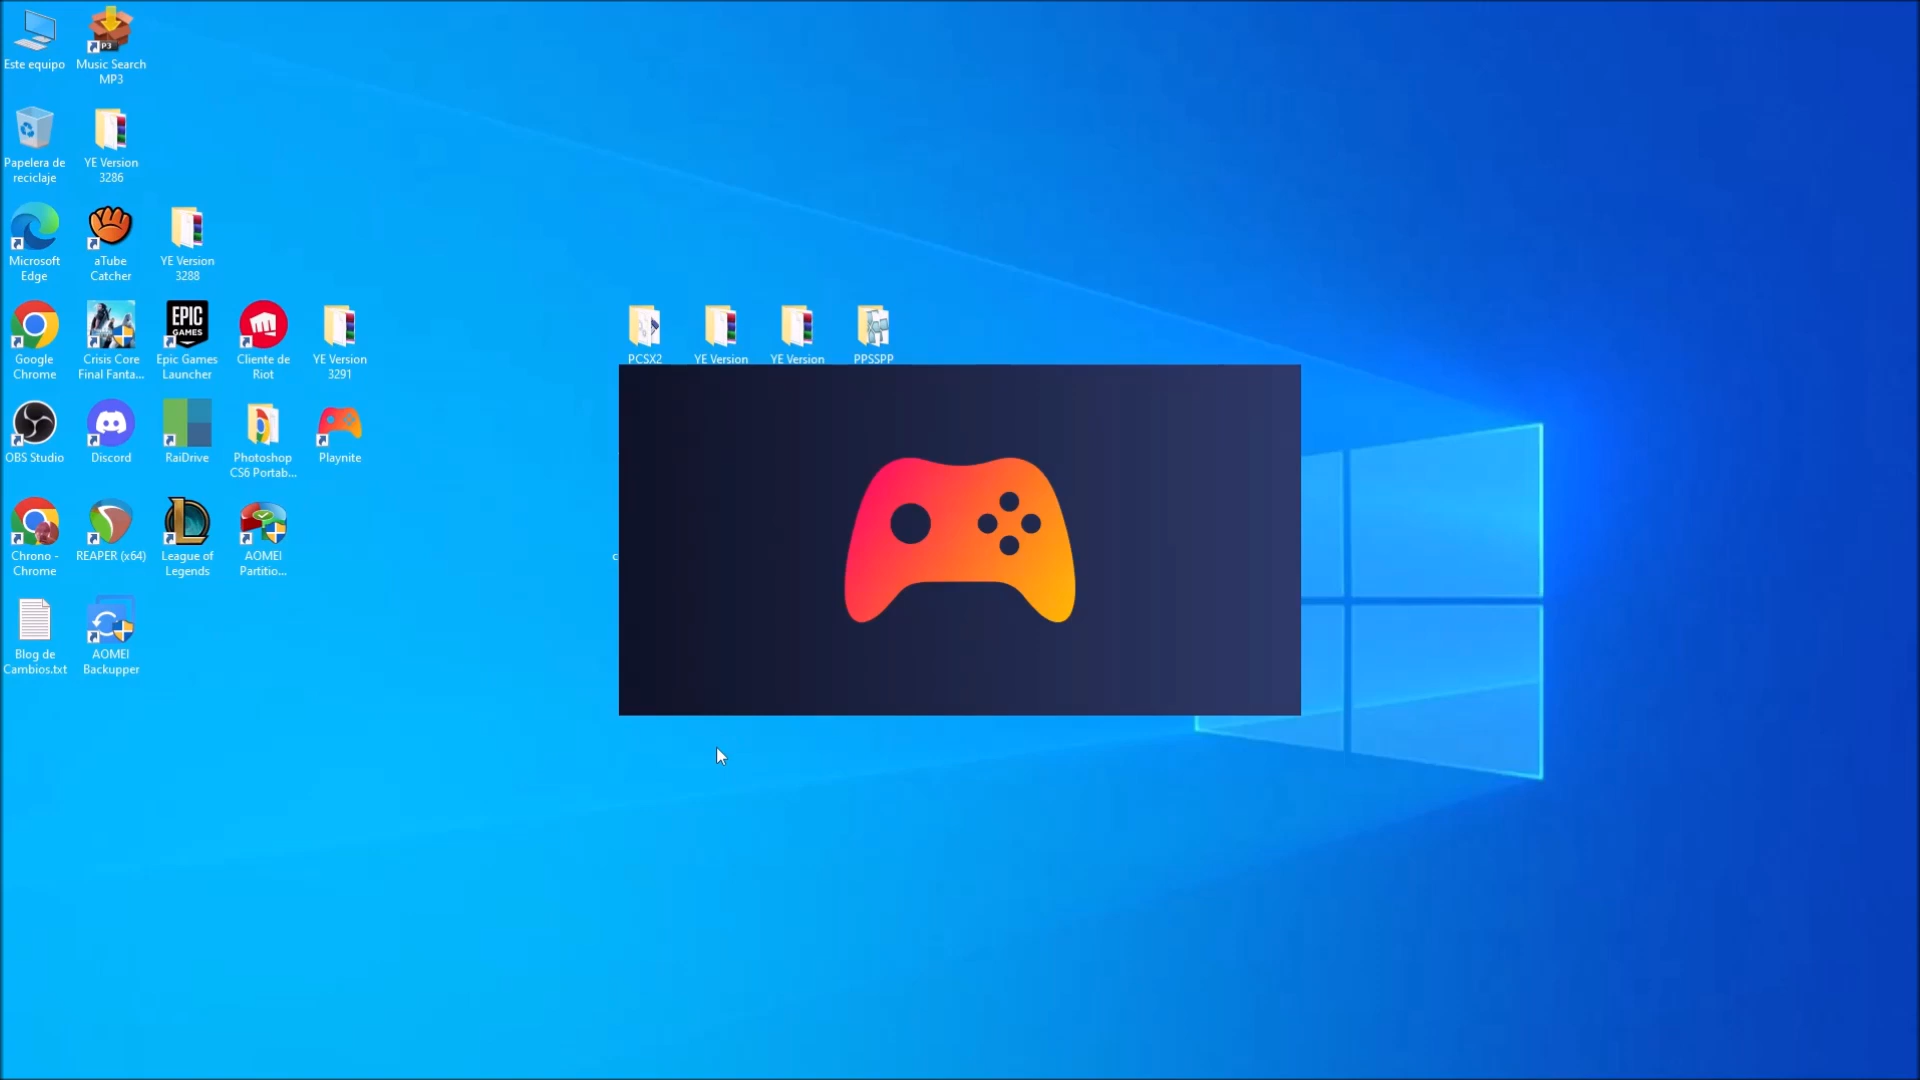 Este equipo
Music Search
MP3
Papelera de
reciclaje
YE Version
3286
Microsoft
Edge
aTube
Catcher
YE Version
3288
Google
Chrome
Crisis Core
Final Fanta...
EPIC
GAMES
Epic Games
Launcher
Cliente de
Riot
YE Version
3291
PCSX2
YE Version
YE Version
PPSSPP
OBS Studio
Discord
RaiDrive
Photoshop
CS6 Portab...
Playnite
Chrono -
Chrome
REAPER (x64)
League of
Legends
AOMEI
Partitio...
c
Blog de
Cambios.txt
AOMEI
Backupper